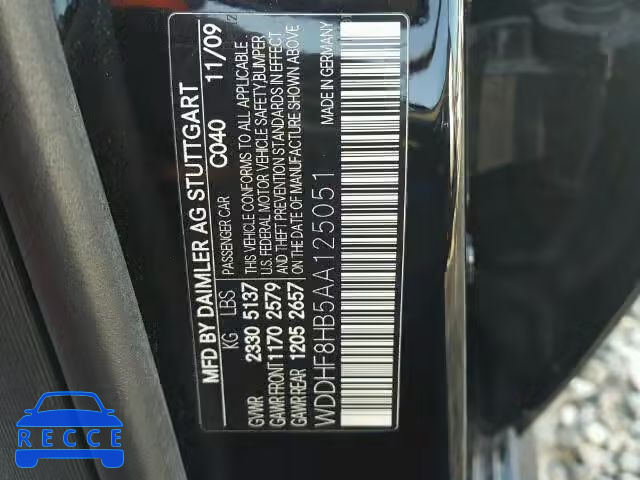 MFD BY DAIMLER AG STUTTGART
C040 11/09
KG LBS PASSENGER CAR
GVWR 2330 5137
GAWR FRONT 1170 2579
GAWR REAR 1205 2657
THIS VEHICLE CONFORMS TO ALL APPLICABLE
U.S. FEDERAL MOTOR VEHICLE SAFETY, BUMPER
AND THEFT PREVENTION STANDARDS IN EFFECT
ON THE DATE OF MANUFACTURE SHOWN ABOVE
MADE IN GERMANY
WDDHF8HB5AA125051
RECCE